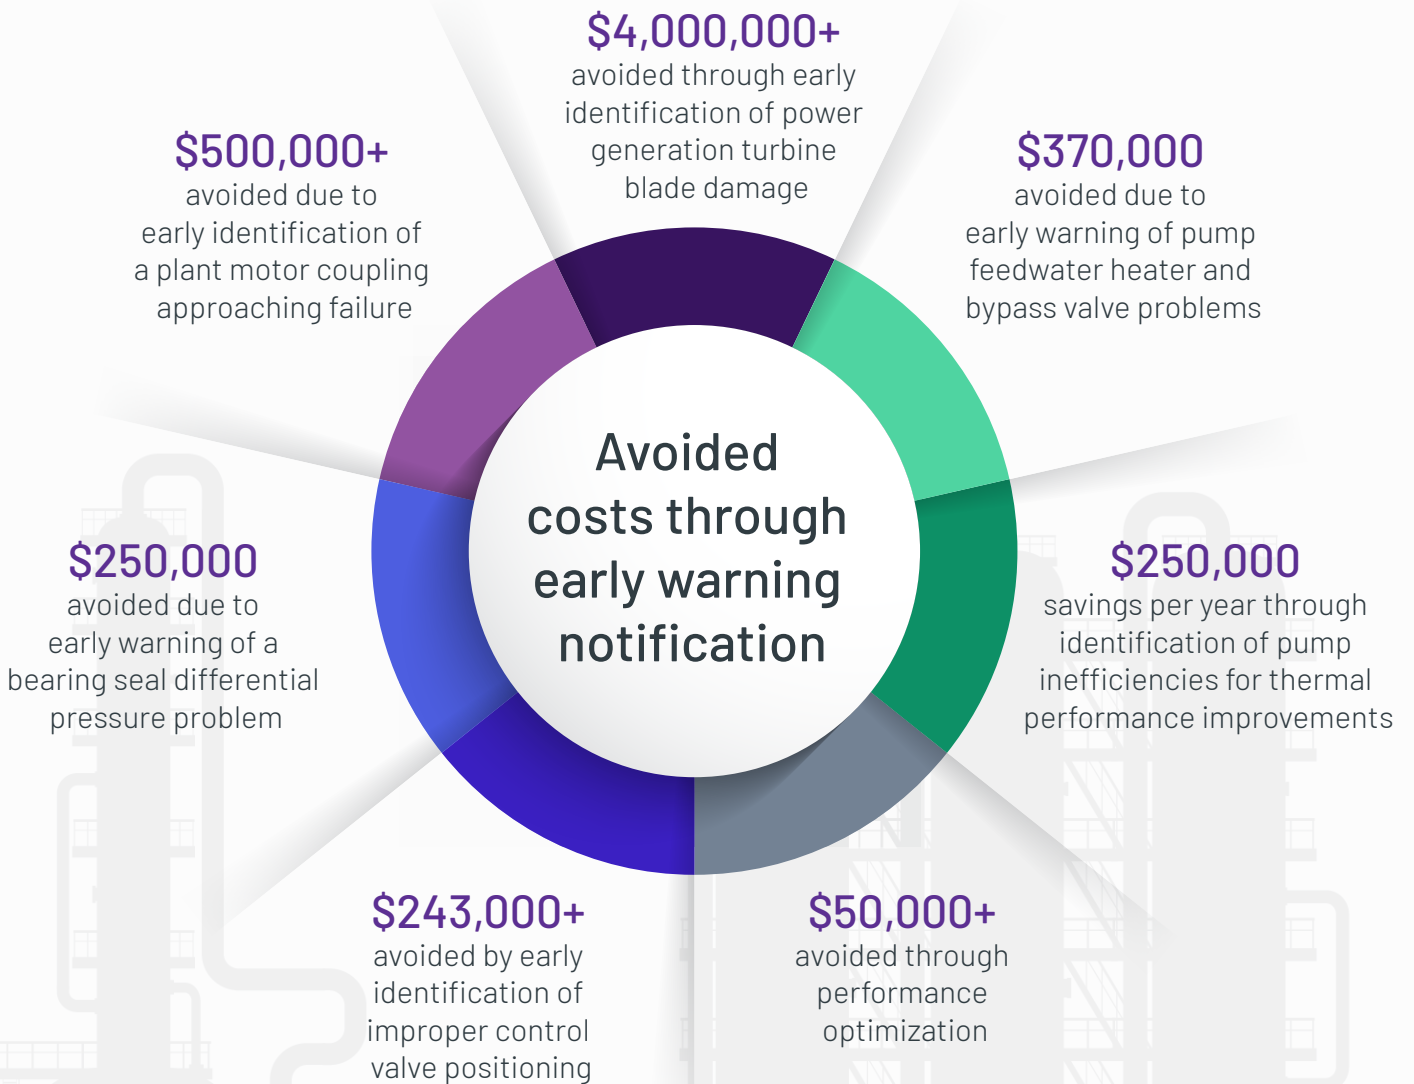 $4,000,000+
avoided through early
identification of power
generation turbine
blade damage
$500,000+
avoided due to
early identification of
a plant motor coupling
approaching failure
$370,000
avoided due to
early warning of pump
feedwater heater and
bypass valve problems
Avoided
costs through
early warning
notification
$250,000
avoided due to
early warning of a
bearing seal differential
pressure problem
$250,000
savings per year through
identification of pump
inefficiencies for thermal
performance improvements
$243,000+
avoided by early
identification of
improper control
valve positioning
$50,000+
avoided through
performance
optimization